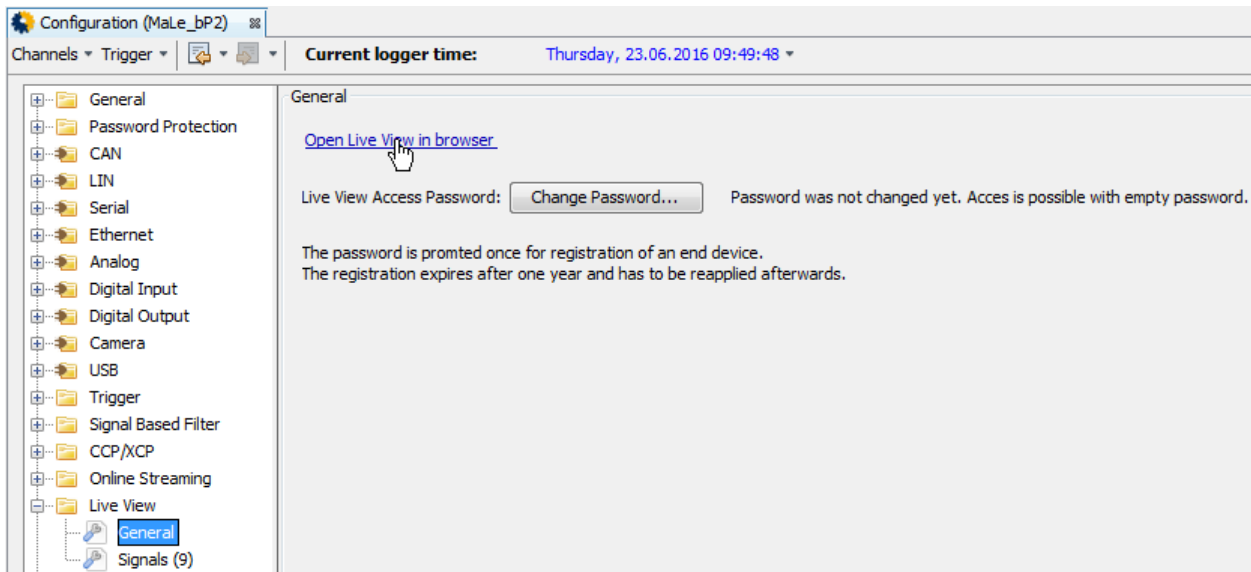 Configuration (MaLe_bP2)
Channels Trigger Current logger time: Thursday, 23.06.2016 09:49:48
General
Password Protection
CAN
LIN
Serial
Ethernet
Analog
Digital Input
Digital Output
Camera
USB
Trigger
Signal Based Filter
CCP/XCP
Online Streaming
Live View
General
Signals (9)
General
Open Live View in browser
Live View Access Password: Change Password... Password was not changed yet. Acces is possible with empty password.
The password is promted once for registration of an end device.
The registration expires after one year and has to be reapplied afterwards.